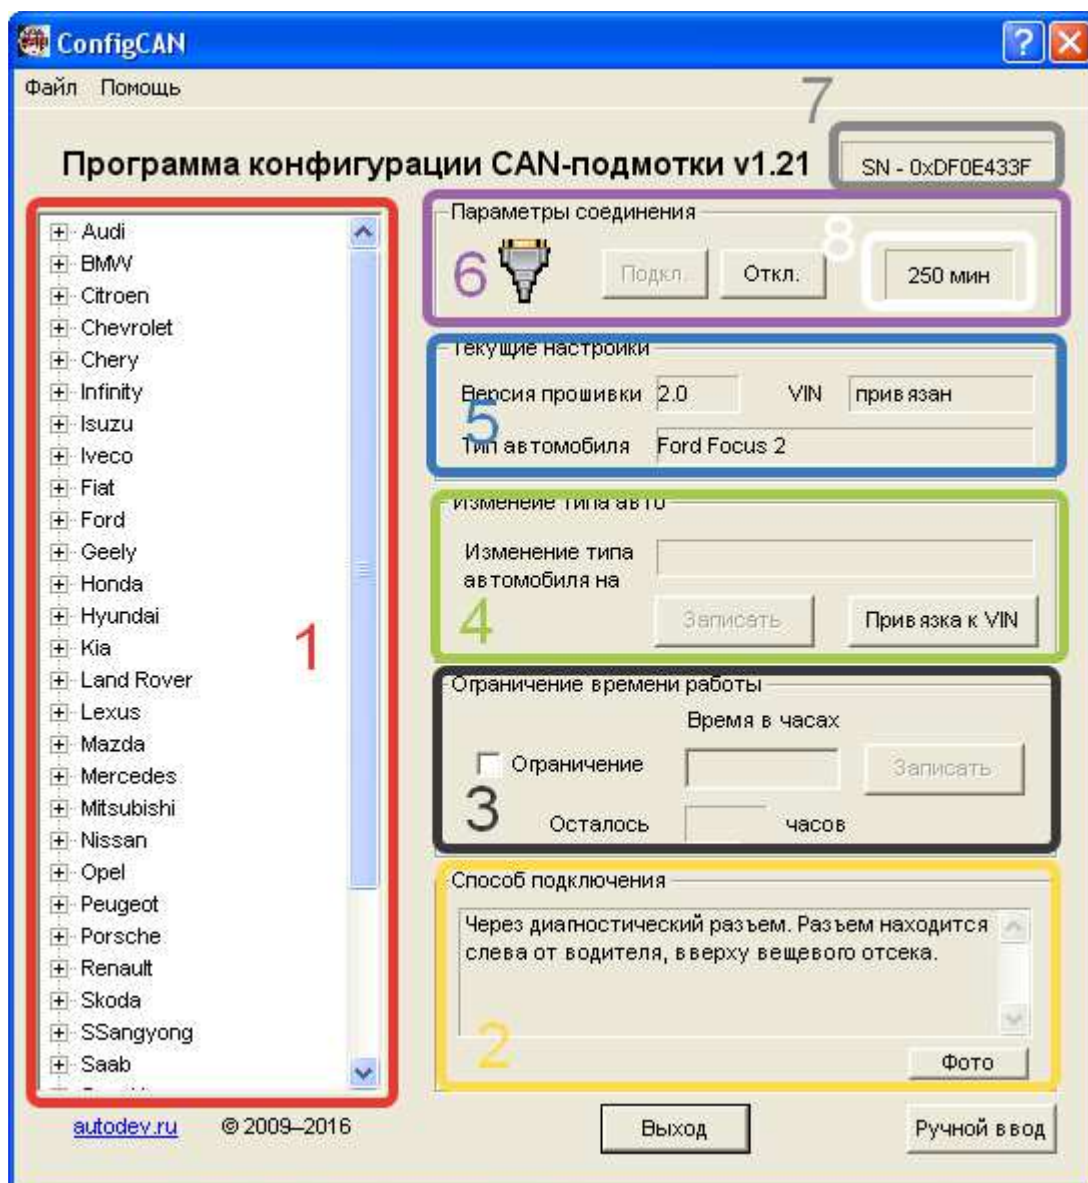 ConfigCAN
Файл Помощь
7
Программа конфигурации CAN-подмотки v1.21
SN - 0xDF0E433F
Audi
BMW
Citroen
Chevrolet
Chery
Infinity
Isuzu
Iveco
Fiat
Ford
Geely
Honda
Hyundai
Kia
Land Rover
Lexus
Mazda
Mercedes
Mitsubishi
Nissan
Opel
Peugeot
Porsche
Renault
Skoda
SSangyong
Saab
1
Параметры соединения
6
Подкл. Откл.
8
250 мин
Текущие настройки
Версия прошивки 2.0 VIN привязан
5
Тип автомобиля Ford Focus 2
Изменеие типа авто
Изменение типа
автомобиля на
4
Записать Привязка к VIN
Ограничение времени работы
Время в часах
Ограничение Записать
3
Осталось часов
Способ подключения
Через диагностический разъем. Разъем находится
слева от водителя, вверху вещевого отсека.
2
Фото
autodev.ru © 2009–2016
Выход Ручной ввод